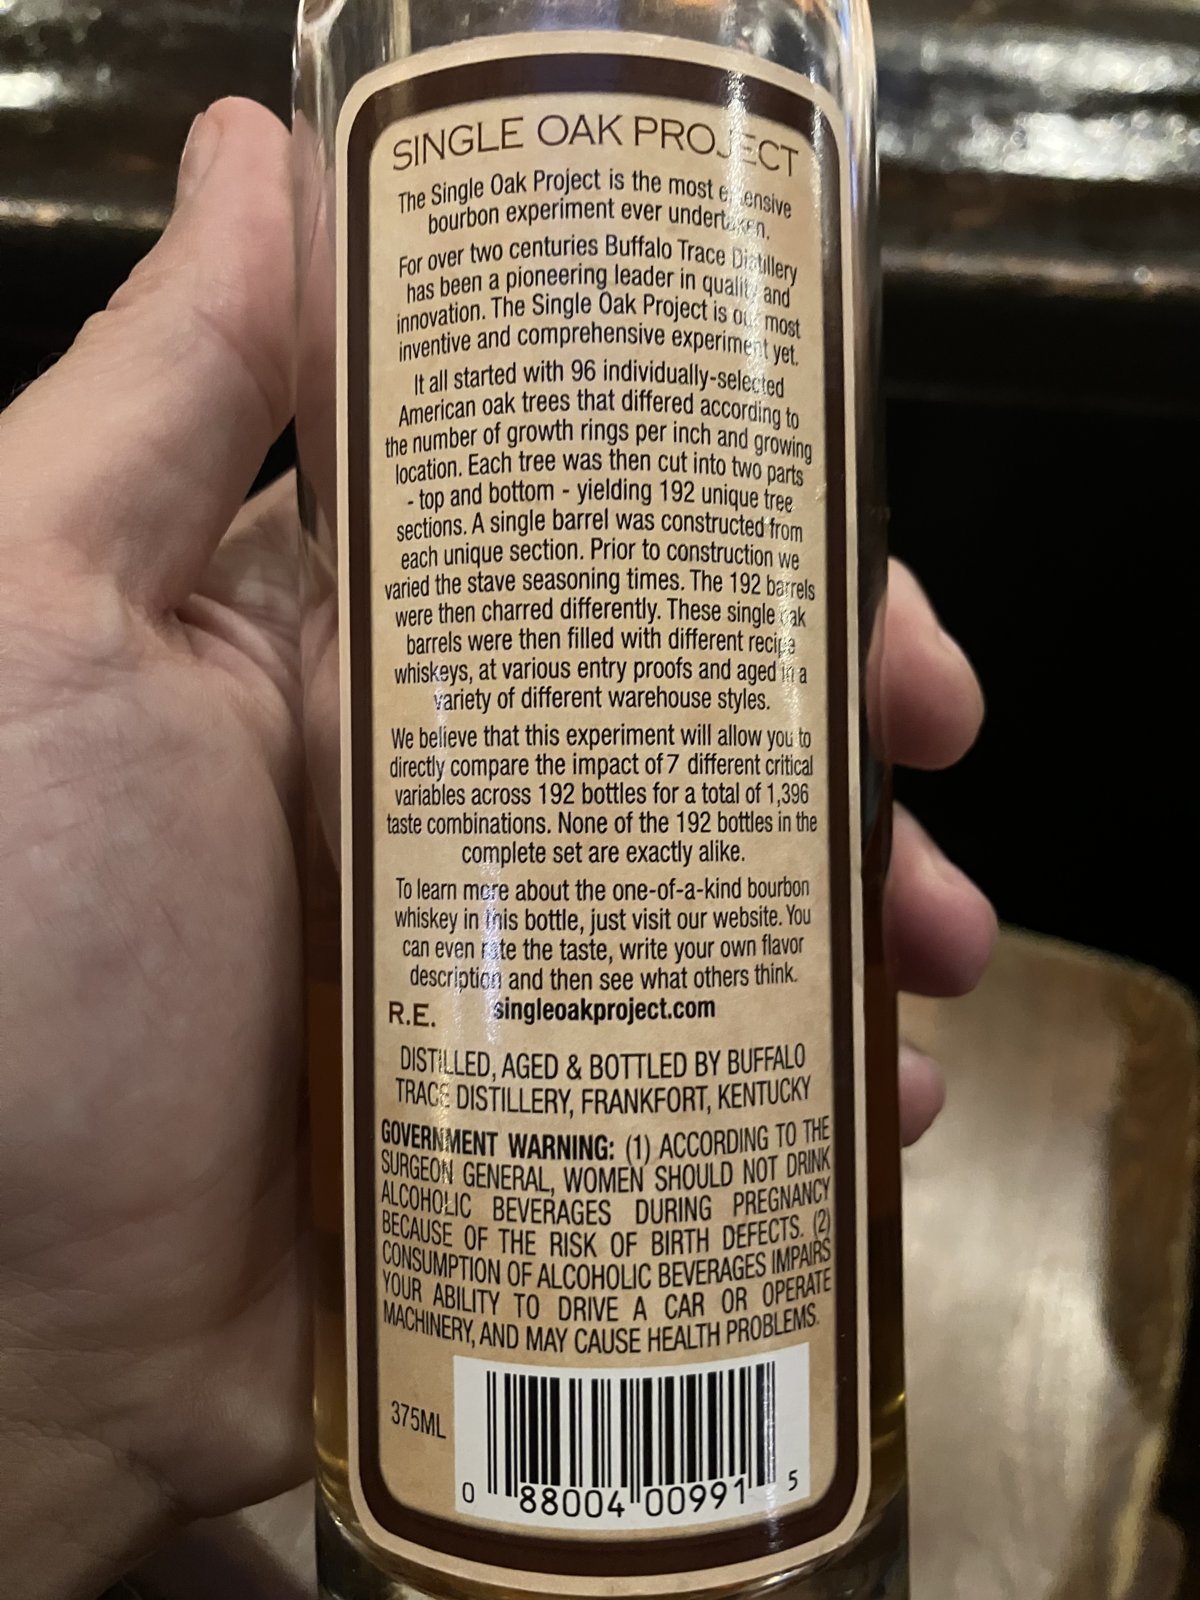 SINGLE OAK PROJECT
The Single Oak Project is the most extensive
bourbon experiment ever undertaken.
For over two centuries Buffalo Trace Distillery
has been a pioneering leader in quality and
innovation. The Single Oak Project is our most
inventive and comprehensive experiment yet.
It all started with 96 individually-selected
American oak trees that differed according to
the number of growth rings per inch and growing
location. Each tree was then cut into two parts
- top and bottom - yielding 192 unique tree
sections. A single barrel was constructed from
each unique section. Prior to construction we
varied the stave seasoning times. The 192 barrels
were then charred differently. These single oak
barrels were then filled with different recipe
whiskeys, at various entry proofs and aged in a
variety of different warehouse styles.
We believe that this experiment will allow you to
directly compare the impact of 7 different critical
variables across 192 bottles for a total of 1,396
taste combinations. None of the 192 bottles in the
complete set are exactly alike.
To learn more about the one-of-a-kind bourbon
whiskey in this bottle, just visit our website. You
can even rate the taste, write your own flavor
description and then see what others think.
R.E. singleoakproject.com
DISTILLED, AGED & BOTTLED BY BUFFALO
TRACE DISTILLERY, FRANKFORT, KENTUCKY
GOVERNMENT WARNING: (1) ACCORDING TO THE
SURGEON GENERAL, WOMEN SHOULD NOT DRINK
ALCOHOLIC BEVERAGES DURING PREGNANCY
BECAUSE OF THE RISK OF BIRTH DEFECTS. (2)
CONSUMPTION OF ALCOHOLIC BEVERAGES IMPAIRS
YOUR ABILITY TO DRIVE A CAR OR OPERATE
MACHINERY, AND MAY CAUSE HEALTH PROBLEMS.
375ML
0 88004 00991 5